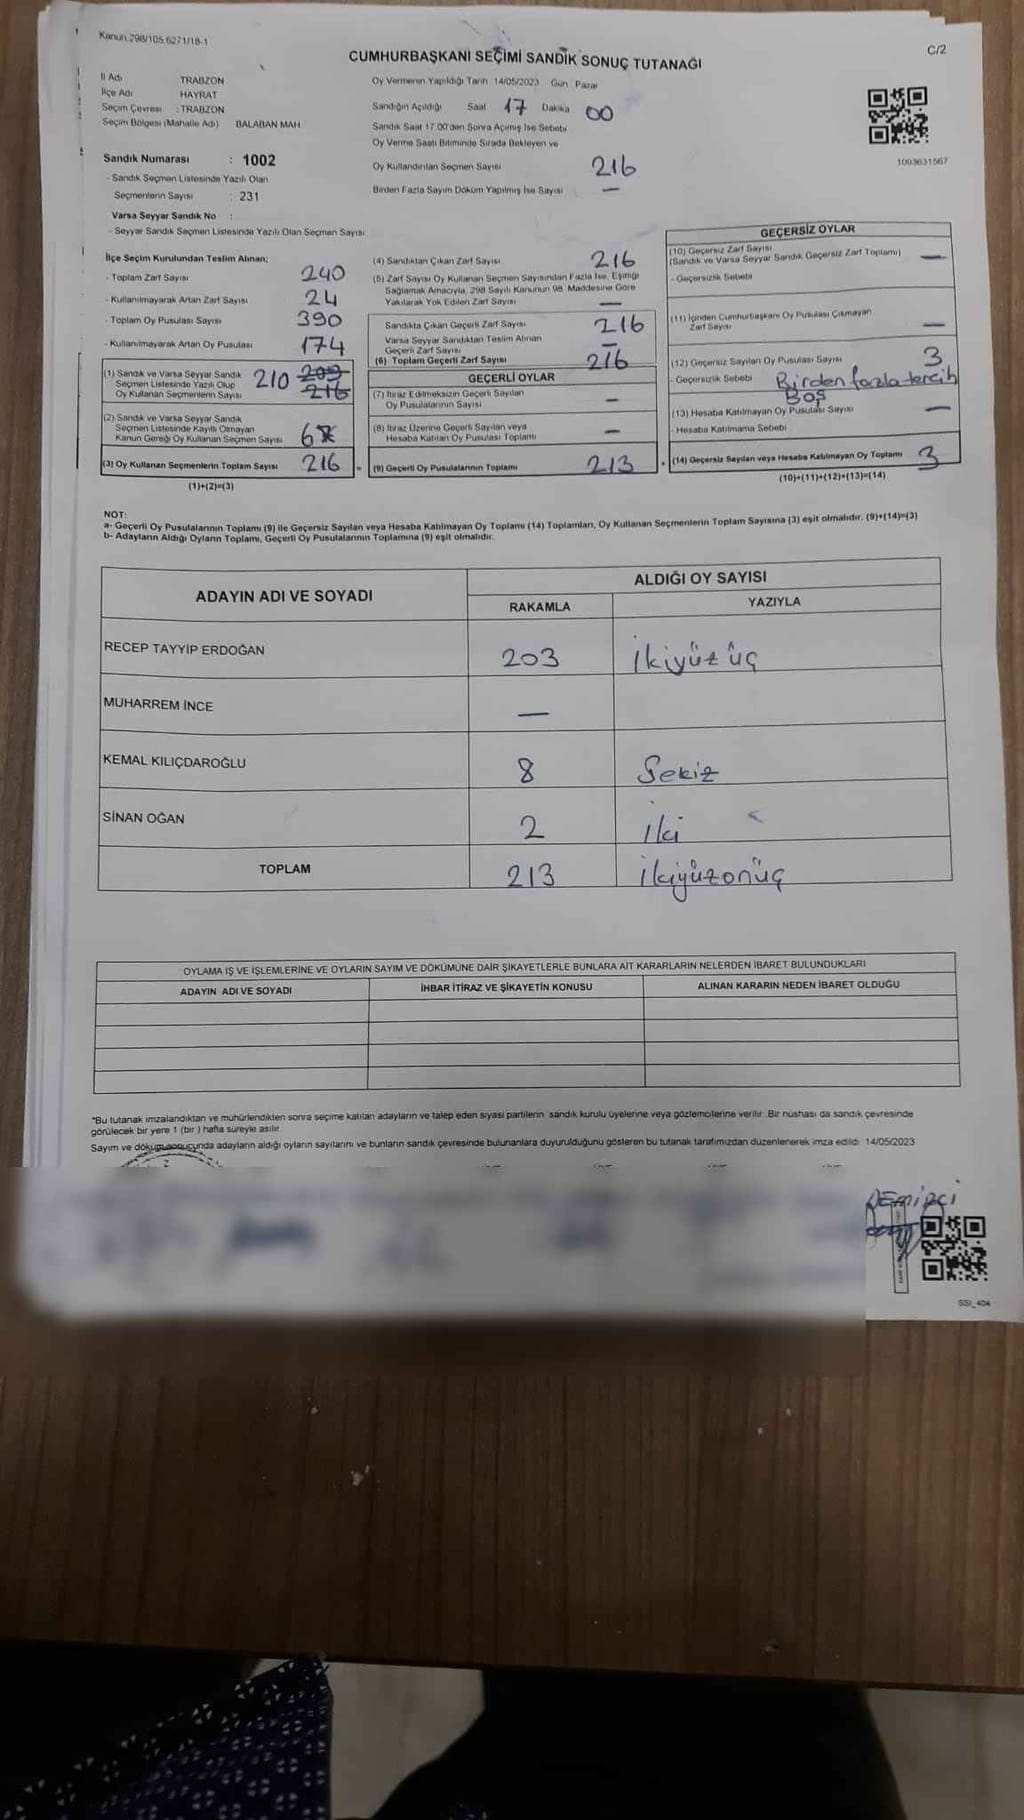 Kanun.298/105.6271/18-1
C/2
CUMHURBAŞKANI SEÇİMİ SANDIK SONUÇ TUTANAĞI
İl Adı TRABZON
İlçe Adı HAYRAT
Seçim Çevresi : TRABZON
Seçim Bölgesi (Mahalle Adı) BALABAN MAH
Sandık Numarası : 1002
- Sandık Seçmen Listesinde Yazılı Olan
Seçmenlerin Sayısı : 231
Varsa Seyyar Sandık No :
- Seyyar Sandık Seçmen Listesinde Yazılı Olan Seçmen Sayısı
Oy Vermenin Yapıldığı Tarih 14/05/2023 Gün Pazar
Sandığın Açıldığı Saat 17 Dakika 00
Sandık Saat 17.00'den Sonra Açılmış İse Sebebi
Oy Verme Saati Bitiminde Sırada Bekleyen ve
Oy Kullandırılan Seçmen Sayısı 216
Birden Fazla Sayım Döküm Yapılmış İse Sayısı —
1093631567
İlçe Seçim Kurulundan Teslim Alınan;
- Toplam Zarf Sayısı 240
- Kullanılmayarak Artan Zarf Sayısı 24
- Toplam Oy Pusulası Sayısı 390
- Kullanılmayarak Artan Oy Pusulası 174
(1) Sandık ve Varsa Seyyar Sandık
Seçmen Listesinde Yazılı Olup
Oy Kullanan Seçmenlerin Sayısı 210 209 216
(2) Sandık ve Varsa Seyyar Sandık
Seçmen Listesinde Kayıtlı Olmayan
Kanun Gereği Oy Kullanan Seçmen Sayısı 6
(3) Oy Kullanan Seçmenlerin Toplam Sayısı 216
(1)+(2)=(3)
(4) Sandıktan Çıkan Zarf Sayısı 216
(5) Zarf Sayısı Oy Kullanan Seçmen Sayısından Fazla İse, Eşitliği
Sağlamak Amacıyla, 298 Sayılı Kanunun 98. Maddesine Göre
Yakılarak Yok Edilen Zarf Sayısı —
Sandıkta Çıkan Geçerli Zarf Sayısı 216
Varsa Seyyar Sandıktan Teslim Alınan
Geçerli Zarf Sayısı —
(6) Toplam Geçerli Zarf Sayısı 216
GEÇERLİ OYLAR
(7) İtiraz Edilmeksizin Geçerli Sayılan
Oy Pusulalarının Sayısı —
(8) İtiraz Üzerine Geçerli Sayılan veya
Hesaba Katılan Oy Pusulası Toplamı —
(9) Geçerli Oy Pusulalarının Toplamı 213
GEÇERSİZ OYLAR
(10) Geçersiz Zarf Sayısı
(Sandık ve Varsa Seyyar Sandık Geçersiz Zarf Toplamı) —
- Geçersizlik Sebebi
(11) İçinden Cumhurbaşkanı Oy Pusulası Çıkmayan
Zarf Sayısı —
(12) Geçersiz Sayılan Oy Pusulası Sayısı 3
- Geçersizlik Sebebi Birden fazla tercih
Boş
(13) Hesaba Katılmayan Oy Pusulası Sayısı —
- Hesaba Katılmama Sebebi
(14) Geçersiz Sayılan veya Hesaba Katılmayan Oy Toplamı 3
(10)+(11)+(12)+(13)=(14)
NOT:
a- Geçerli Oy Pusulalarının Toplamı (9) ile Geçersiz Sayılan veya Hesaba Katılmayan Oy Toplamı (14) Toplamları, Oy Kullanan Seçmenlerin Toplam Sayısına (3) eşit olmalıdır. (9)+(14)=(3)
b- Adayların Aldığı Oyların Toplamı, Geçerli Oy Pusulalarının Toplamına (9) eşit olmalıdır.
ADAYIN ADI VE SOYADI
ALDIĞI OY SAYISI
RAKAMLA YAZIYLA
RECEP TAYYİP ERDOĞAN 203 İkiyüzüç
MUHARREM İNCE —
KEMAL KILIÇDAROĞLU 8 Sekiz
SİNAN OĞAN 2 İki
TOPLAM 213 İkiyüzonüç
OYLAMA İŞ VE İŞLEMLERİNE VE OYLARIN SAYIM VE DÖKÜMÜNE DAİR ŞİKAYETLERLE BUNLARA AİT KARARLARIN NELERDEN İBARET BULUNDUKLARI
ADAYIN ADI VE SOYADI İHBAR İTİRAZ VE ŞİKAYETİN KONUSU ALINAN KARARIN NEDEN İBARET OLDUĞU
*Bu tutanak imzalandıktan ve mühürlendikten sonra seçime katılan adayların ve talep eden siyasi partilerin sandık kurulu üyelerine veya gözlemcilerine verilir. Bir nüshası da sandık çevresinde
görülecek bir yere 1 (bir) hafta süreyle asılır.
Sayım ve döküm sonucunda adayların aldığı oyların sayılarını ve bunların sandık çevresinde bulunanlara duyurulduğunu gösteren bu tutanak tarafımızdan düzenlenerek imza edildi. 14/05/2023
DEMİRCİ
SSI_404